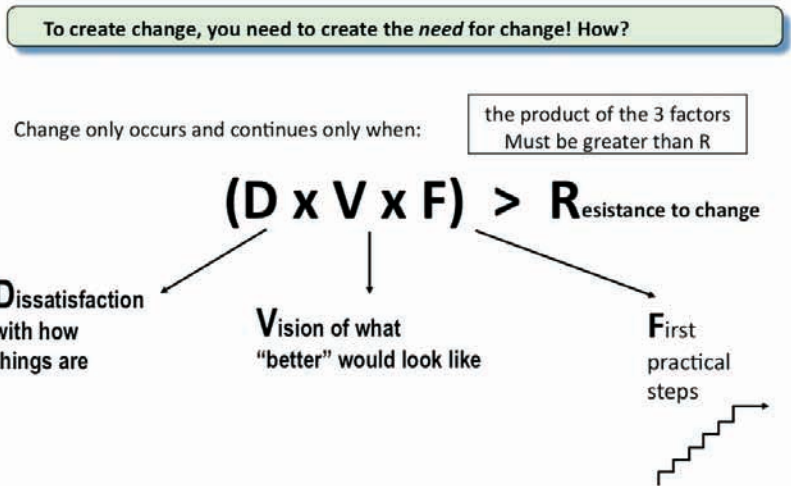 To create change, you need to create the need for change! How?
Change only occurs and continues only when:
the product of the 3 factors
Must be greater than R
(D x V x F) > Resistance to change
Dissatisfaction
with how
things are
Vision of what
“better” would look like
First
practical
steps